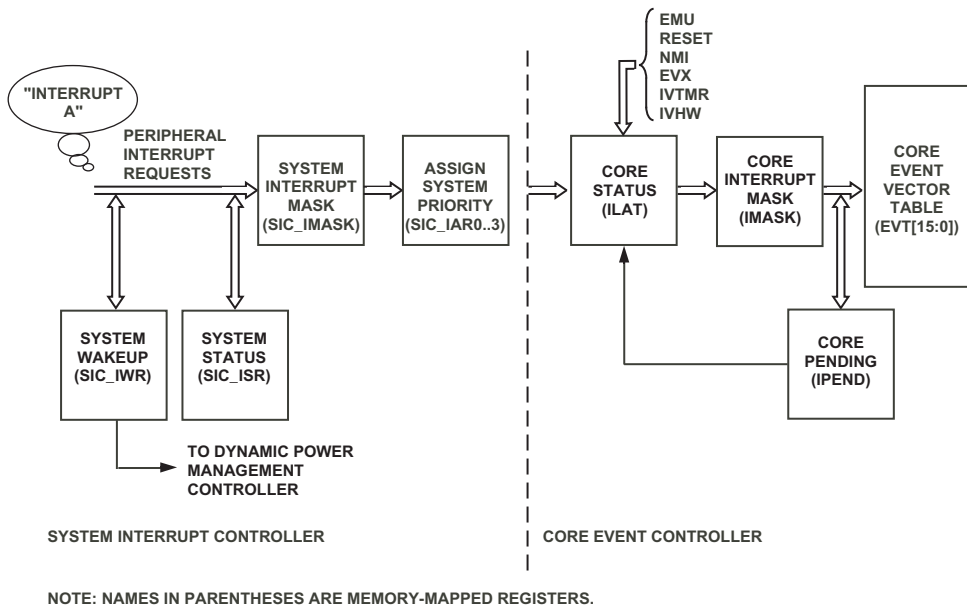 EMU
RESET
NMI
EVX
IVTMR
IVHW
"INTERRUPT
A"
PERIPHERAL
INTERRUPT
REQUESTS
SYSTEM
INTERRUPT
MASK
(SIC_IMASK)
ASSIGN
SYSTEM
PRIORITY
(SIC_IAR0..3)
CORE
STATUS
(ILAT)
CORE
INTERRUPT
MASK
(IMASK)
CORE
EVENT
VECTOR
TABLE
(EVT[15:0])
SYSTEM
WAKEUP
(SIC_IWR)
SYSTEM
STATUS
(SIC_ISR)
CORE
PENDING
(IPEND)
TO DYNAMIC POWER
MANAGEMENT
CONTROLLER
SYSTEM INTERRUPT CONTROLLER
CORE EVENT CONTROLLER
NOTE: NAMES IN PARENTHESES ARE MEMORY-MAPPED REGISTERS.